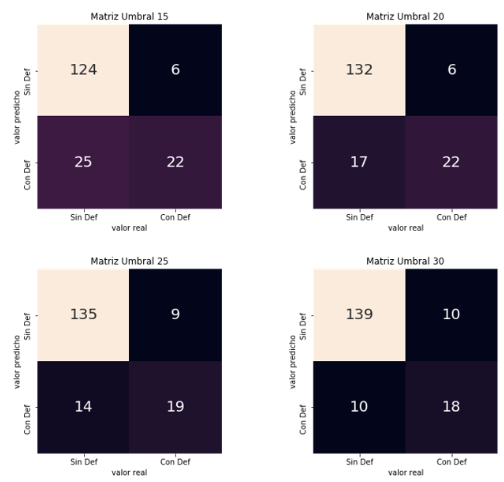 Matriz Umbral 15
Sin Def
124
6
valor predicho
Con Def
25
22
Sin Def
Con Def
valor real
Matriz Umbral 20
Sin Def
132
6
valor predicho
Con Def
17
22
Sin Def
Con Def
valor real
Matriz Umbral 25
Sin Def
135
9
valor predicho
Con Def
14
19
Sin Def
Con Def
valor real
Matriz Umbral 30
Sin Def
139
10
valor predicho
Con Def
10
18
Sin Def
Con Def
valor real